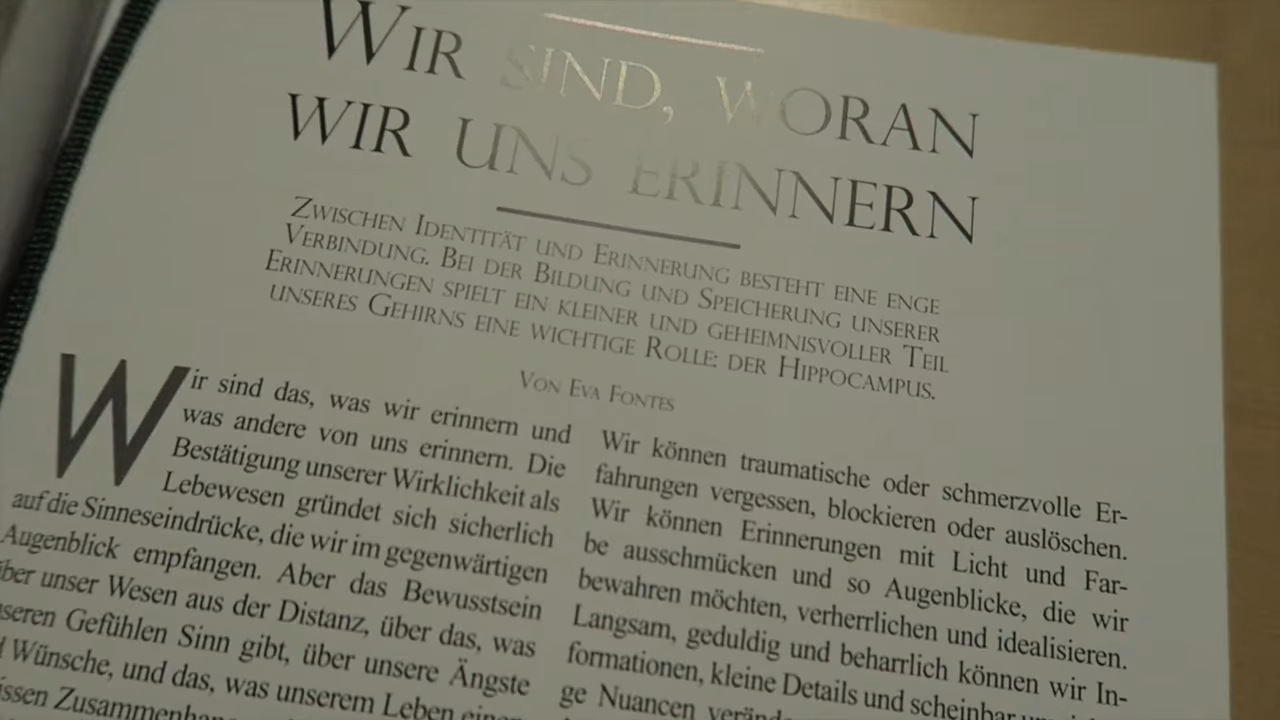 Wir sind, woran
wir uns erinnern
Zwischen Identität und Erinnerung besteht eine enge
Verbindung. Bei der Bildung und Speicherung unserer
Erinnerungen spielt ein kleiner und geheimnisvoller Teil
unseres Gehirns eine wichtige Rolle: der Hippocampus.
Von Eva Fontes
Wir sind das, was wir erinnern und
was andere von uns erinnern. Die
Bestätigung unserer Wirklichkeit als
Lebewesen gründet sich sicherlich
auf die Sinneseindrücke, die wir im gegenwärtigen
Augenblick empfangen. Aber das Bewusstsein
über unser Wesen aus der Distanz, über das, was
Gefühlen Sinn gibt, über unsere Ängste
Wünsche, und das, was unserem Leben
Wir können traumatische oder schmerzvolle Er-
fahrungen vergessen, blockieren oder auslöschen.
Wir können Erinnerungen mit Licht und Far-
be ausschmücken und so Augenblicke, die wir
bewahren möchten, verherrlichen und idealisieren.
Langsam, geduldig und beharrlich können wir In-
formationen, kleine Details und scheinbar
ge Nuancen